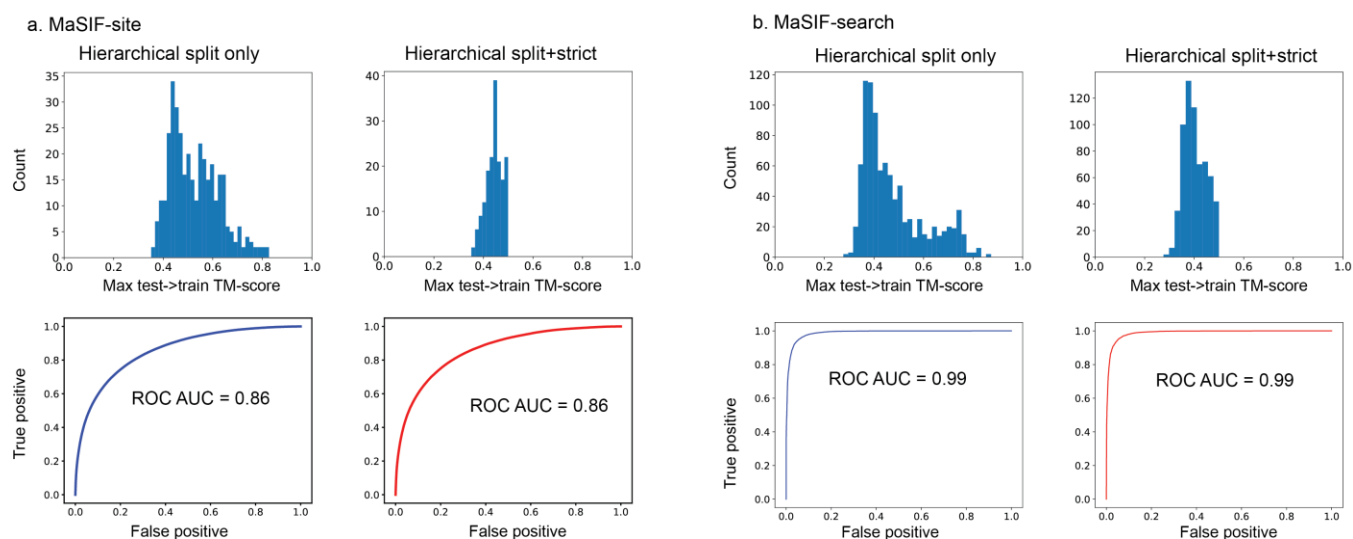 a. MaSIF-site
Hierarchical split only
Hierarchical split+strict
Count
35
30
25
20
15
10
5
0
0.0 0.2 0.4 0.6 0.8 1.0
Max test->train TM-score
40
30
20
10
0
0.0 0.2 0.4 0.6 0.8 1.0
Max test->train TM-score
True positive
1.0
0.8
0.6
0.4
0.2
0.0
ROC AUC = 0.86
0.0 0.2 0.4 0.6 0.8 1.0
False positive
1.0
0.8
0.6
0.4
0.2
0.0
ROC AUC = 0.86
0.0 0.2 0.4 0.6 0.8 1.0
False positive
b. MaSIF-search
Hierarchical split only
Hierarchical split+strict
Count
120
100
80
60
40
20
0
0.0 0.2 0.4 0.6 0.8 1.0
Max test->train TM-score
120
100
80
60
40
20
0
0.0 0.2 0.4 0.6 0.8 1.0
Max test->train TM-score
True positive
1.0
0.8
0.6
0.4
0.2
0.0
ROC AUC = 0.99
0.0 0.2 0.4 0.6 0.8 1.0
False positive
1.0
0.8
0.6
0.4
0.2
0.0
ROC AUC = 0.99
0.0 0.2 0.4 0.6 0.8 1.0
False positive